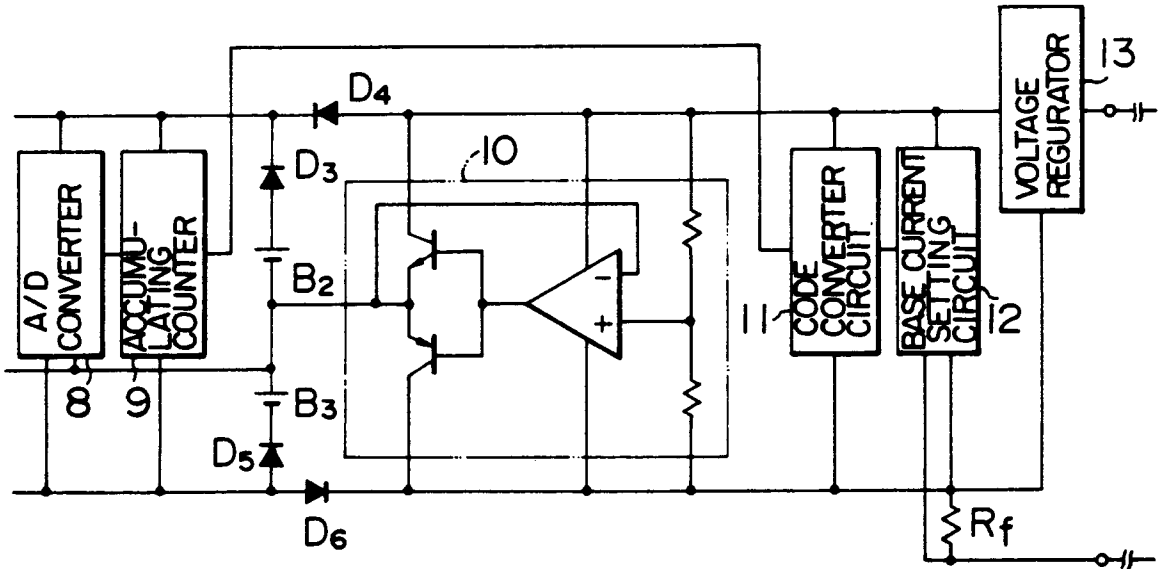 D4
10
D3
VOLTAGE
REGURATOR
13
A/D
CONVERTER
ACCUMU-
LATING
COUNTER
B2
-
+
11
CODE
CONVERTER
CIRCUIT
BASE CURRENT
SETTING
CIRCUIT
12
8
9
B3
D5
D6
Rf